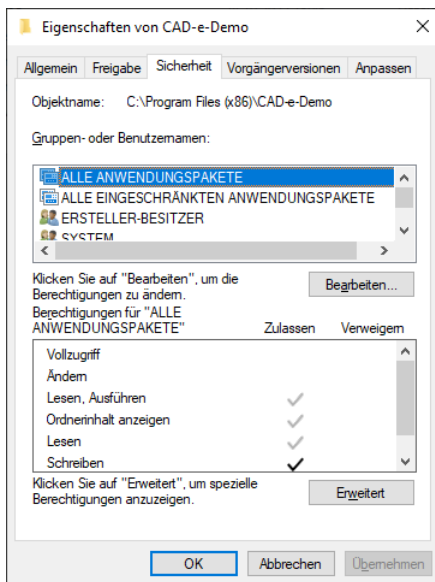 Eigenschaften von CAD-e-Demo
Allgemein Freigabe Sicherheit Vorgängerversionen Anpassen
Objektname: C:\Program Files (x86)\CAD-e-Demo
Gruppen- oder Benutzernamen:
ALLE ANWENDUNGSPAKETE
ALLE EINGESCHRÄNKTEN ANWENDUNGSPAKETE
ERSTELLER-BESITZER
SYSTEM
Klicken Sie auf "Bearbeiten", um die
Berechtigungen zu ändern.
Bearbeiten...
Berechtigungen für "ALLE
ANWENDUNGSPAKETE" Zulassen Verweigern
Vollzugriff
Ändern
Lesen, Ausführen
Ordnerinhalt anzeigen
Lesen
Schreiben
Klicken Sie auf "Erweitert", um spezielle
Berechtigungen anzuzeigen.
Erweitert
OK Abbrechen Übernehmen